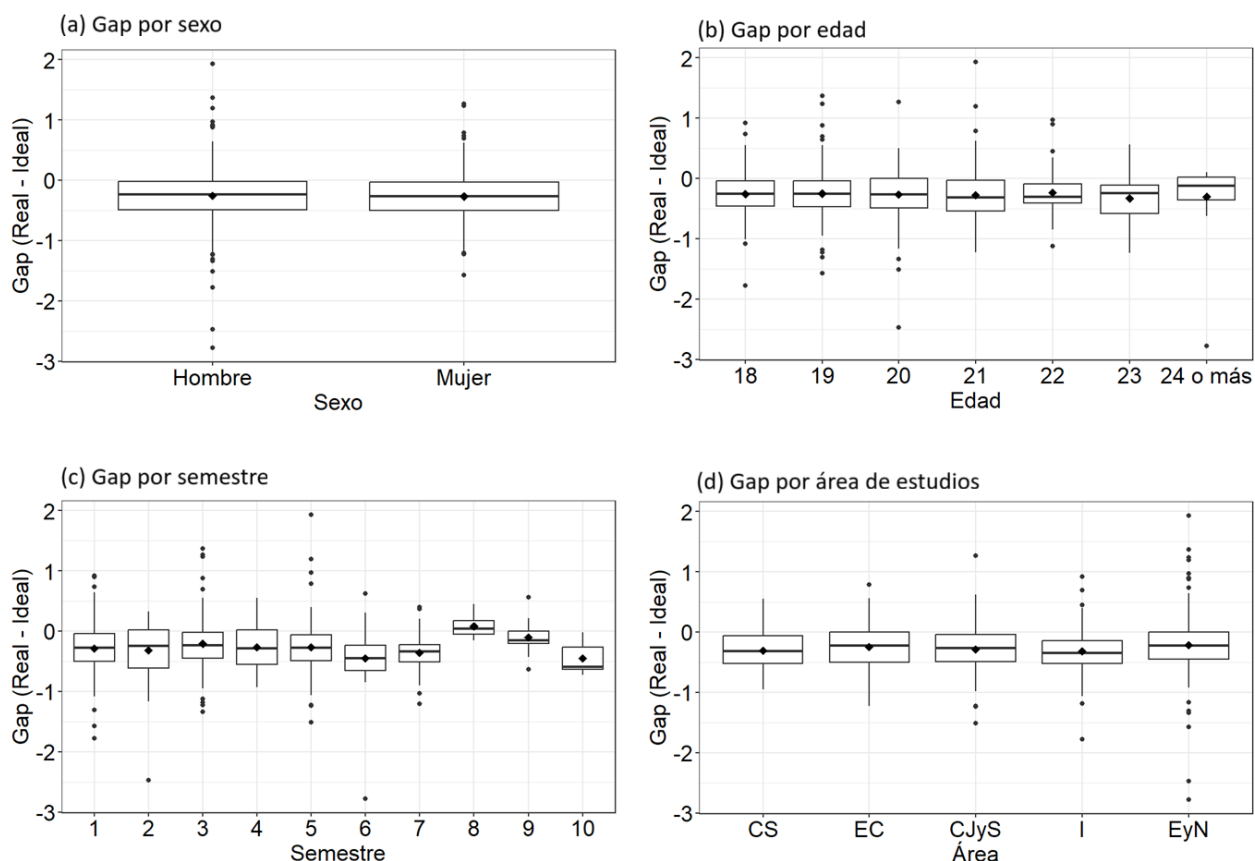 (a) Gap por sexo
Gap (Real - Ideal)
2
1
0
-1
-2
-3
Hombre Mujer
Sexo
(b) Gap por edad
Gap (Real - Ideal)
2
1
0
-1
-2
-3
18 19 20 21 22 23 24 o más
Edad
(c) Gap por semestre
Gap (Real - Ideal)
2
1
0
-1
-2
-3
1 2 3 4 5 6 7 8 9 10
Semestre
(d) Gap por área de estudios
Gap (Real - Ideal)
2
1
0
-1
-2
-3
CS EC CJyS I EyN
Área